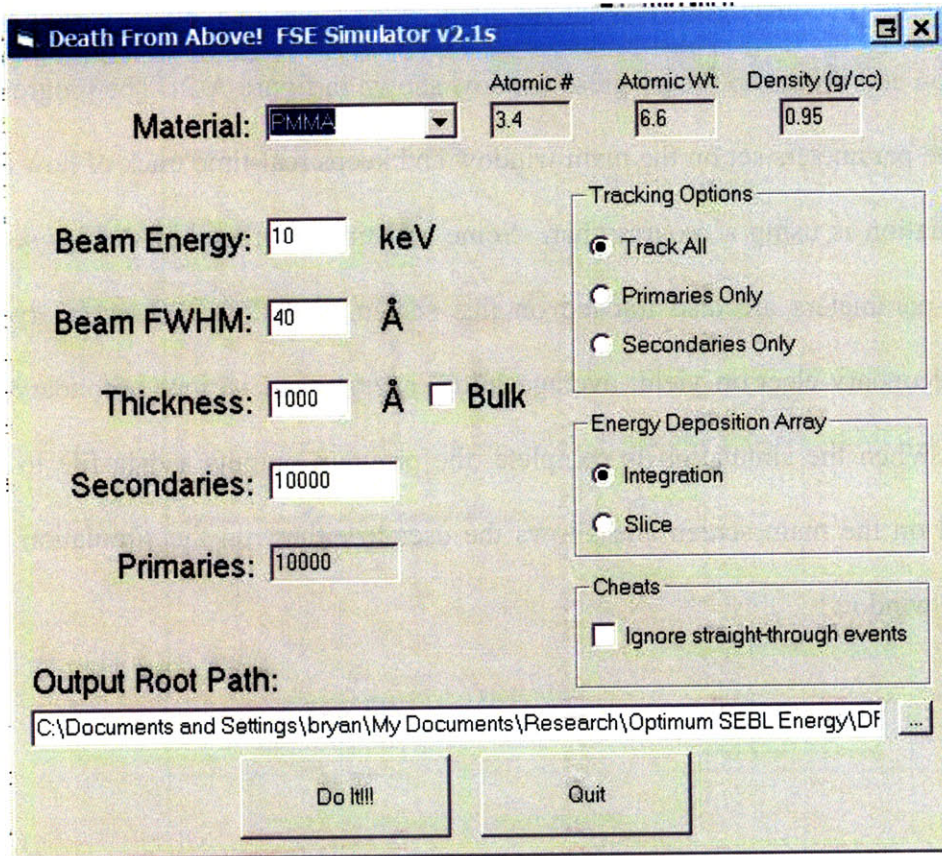 Death From Above! FSE Simulator v2.1s
Atomic # Atomic Wt. Density (g/cc)
Material: PMMA 3.4 6.6 0.95
Tracking Options
Beam Energy: 10 keV
Track All
Primaries Only
Beam FWHM: 40 Å
Secondaries Only
Thickness: 1000 Å Bulk
Energy Deposition Array
Secondaries: 10000
Integration
Slice
Primaries: 10000
Cheats
Ignore straight-through events
Output Root Path:
C:\Documents and Settings\bryan\My Documents\Research\Optimum SEBL Energy\DF
...
Do It!!! Quit